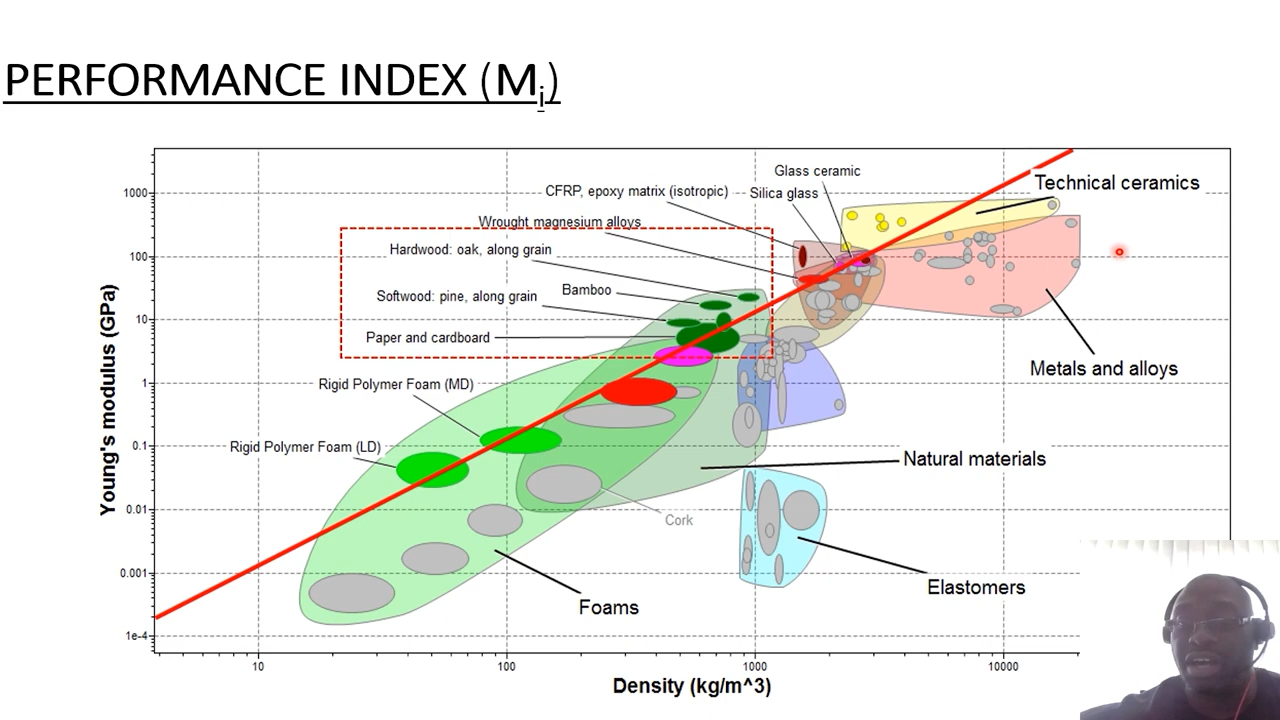 PERFORMANCE INDEX (Mi)
Glass ceramic
Technical ceramics
CFRP, epoxy matrix (isotropic)
Silica glass
1000
Wrought magnesium alloys
Hardwood: oak, along grain
100
Bamboo
Softwood: pine, along grain
10
Paper and cardboard
Metals and alloys
Rigid Polymer Foam (MD)
1
Rigid Polymer Foam (LD)
0.1
Natural materials
Young's modulus (GPa)
0.01
Cork
0.001
Elastomers
Foams
1e-4
10
100
1000
10000
Density (kg/m^3)